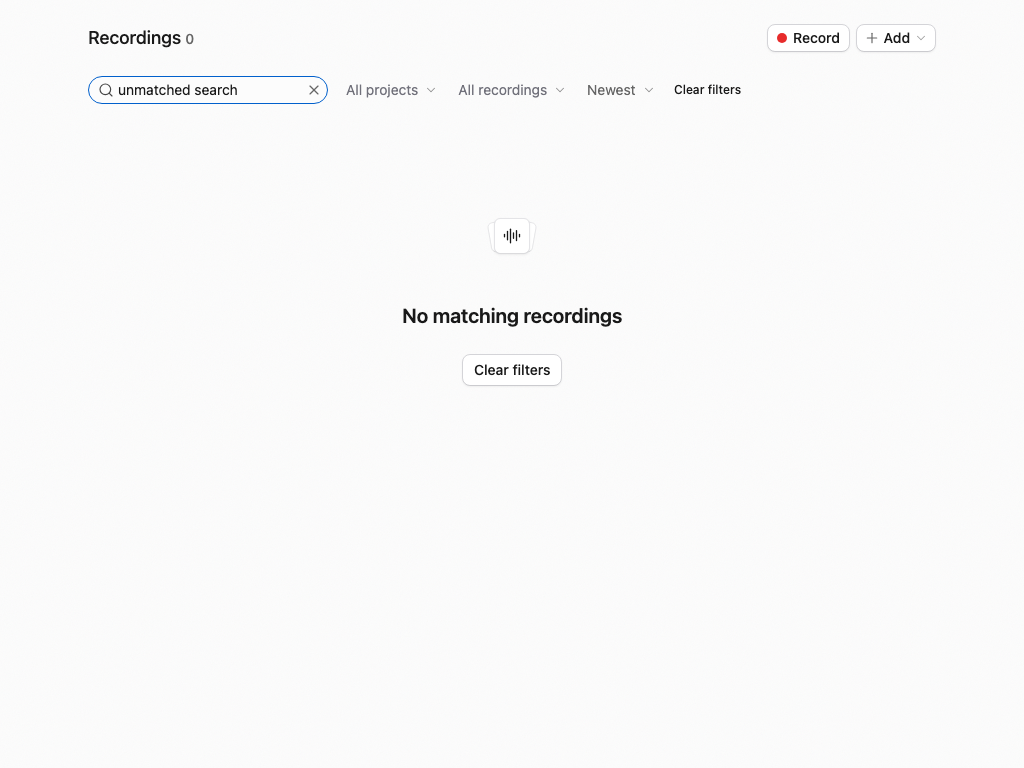 Recordings 0
Record
Add
unmatched search
All projects
All recordings
Newest
Clear filters
No matching recordings
Clear filters